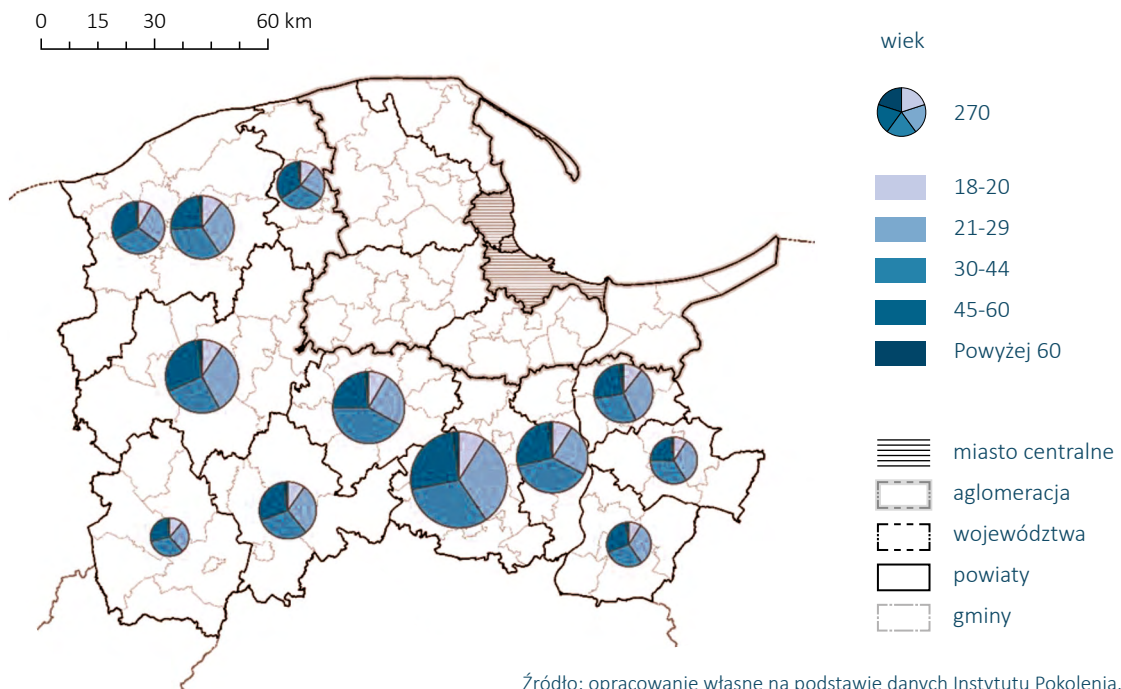 0 15 30 60 km
wiek
270
18-20
21-29
30-44
45-60
Powyżej 60
miasto centralne
aglomeracja
województwa
powiaty
gminy
Źródło: opracowanie własne na podstawie danych Instytutu Pokolenia.